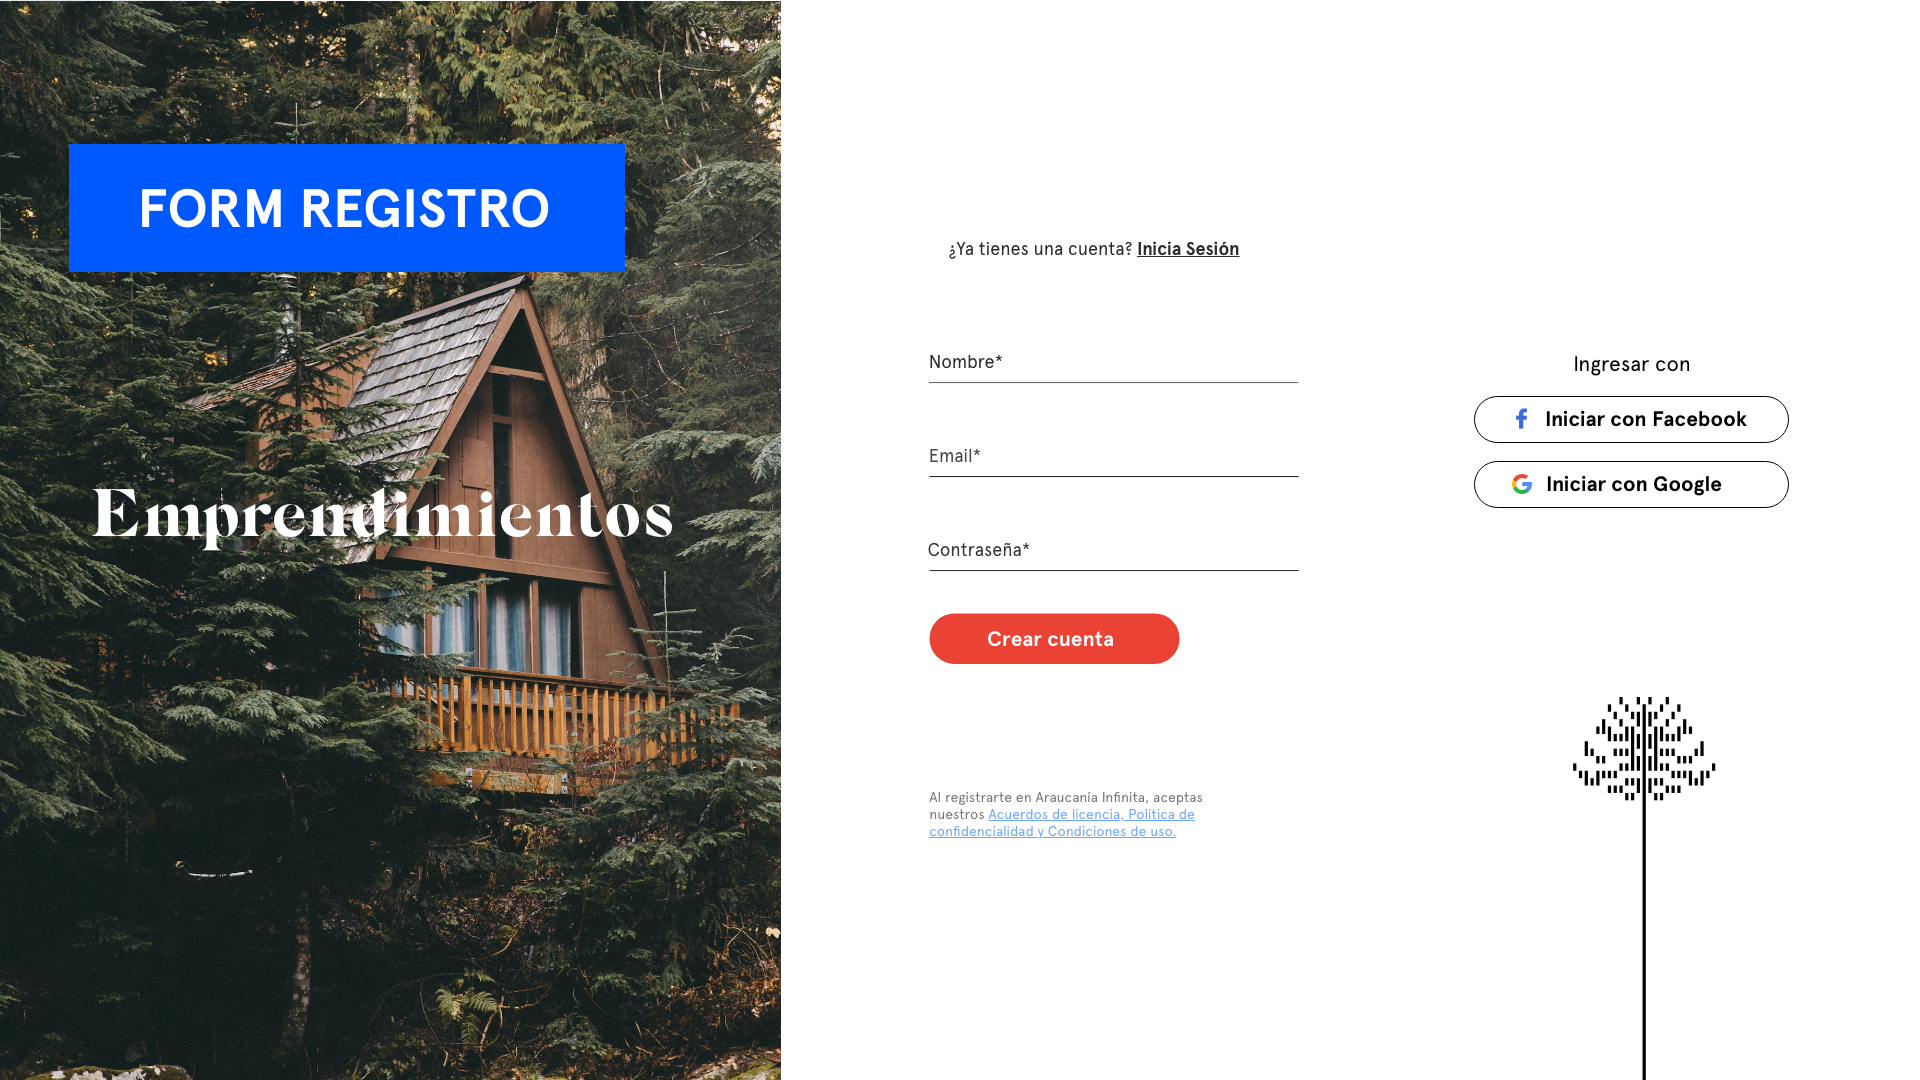 FORM REGISTRO
Emprendimientos
¿Ya tienes una cuenta? Inicia Sesión
Nombre*
Email*
Contraseña*
Crear cuenta
Al registrarte en Araucanía Infinita, aceptas
nuestros Acuerdos de licencia, Política de
confidencialidad y Condiciones de uso.
Ingresar con
Iniciar con Facebook
Iniciar con Google